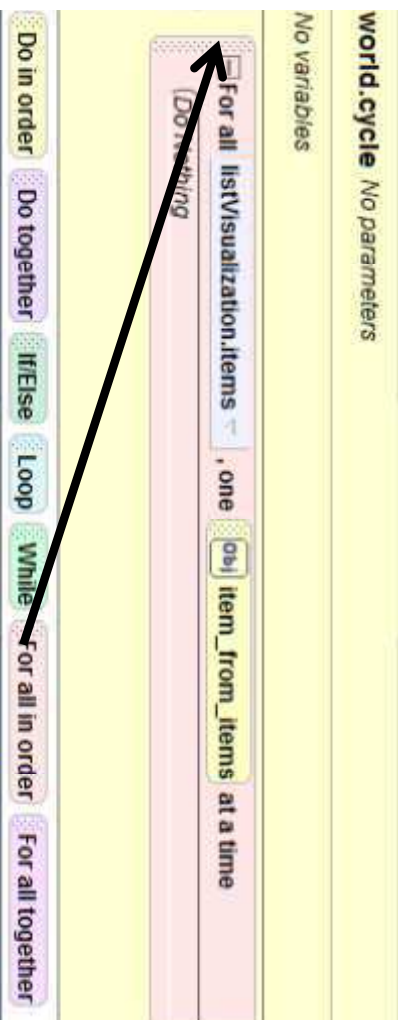 world.cycle No parameters
No variables
For all listVisualization.items , one Obj item_from_items at a time
(Do Nothing
Do in order Do together If/Else Loop While For all in order For all together